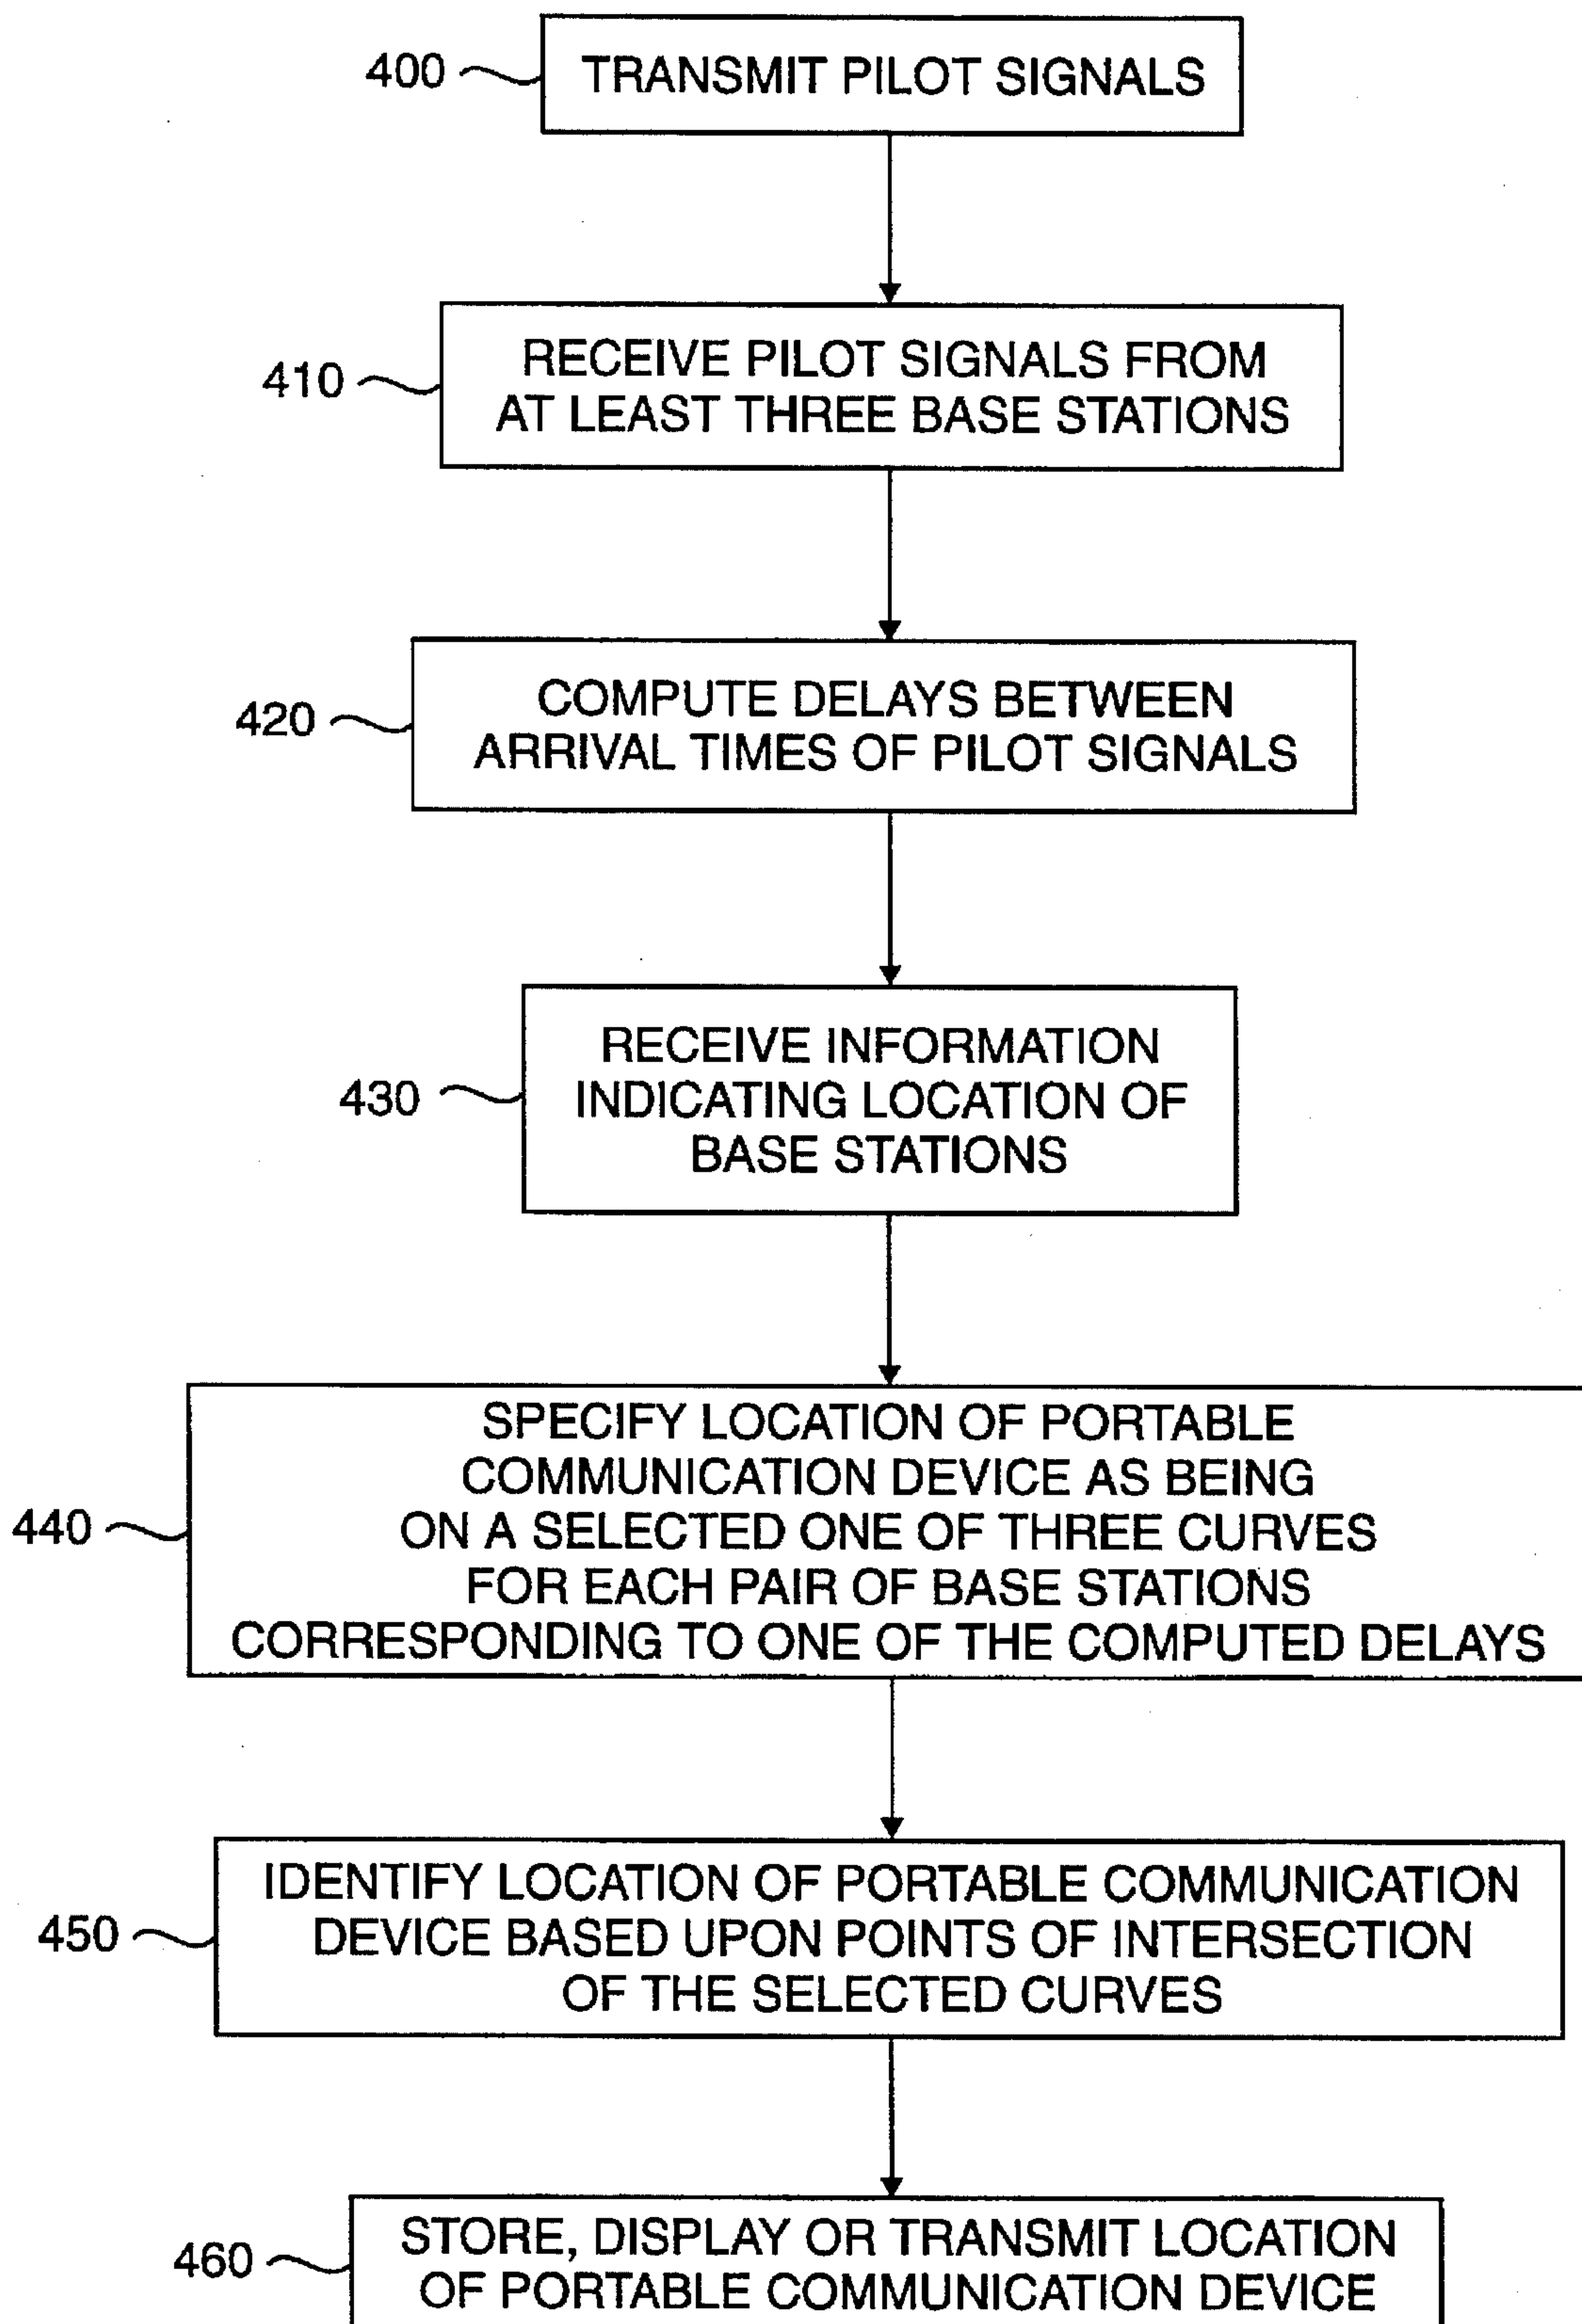 400
TRANSMIT PILOT SIGNALS
410
RECEIVE PILOT SIGNALS FROM
AT LEAST THREE BASE STATIONS
420
COMPUTE DELAYS BETWEEN
ARRIVAL TIMES OF PILOT SIGNALS
430
RECEIVE INFORMATION
INDICATING LOCATION OF
BASE STATIONS
440
SPECIFY LOCATION OF PORTABLE
COMMUNICATION DEVICE AS BEING
ON A SELECTED ONE OF THREE CURVES
FOR EACH PAIR OF BASE STATIONS
CORRESPONDING TO ONE OF THE COMPUTED DELAYS
450
IDENTIFY LOCATION OF PORTABLE COMMUNICATION
DEVICE BASED UPON POINTS OF INTERSECTION
OF THE SELECTED CURVES
460
STORE, DISPLAY OR TRANSMIT LOCATION
OF PORTABLE COMMUNICATION DEVICE